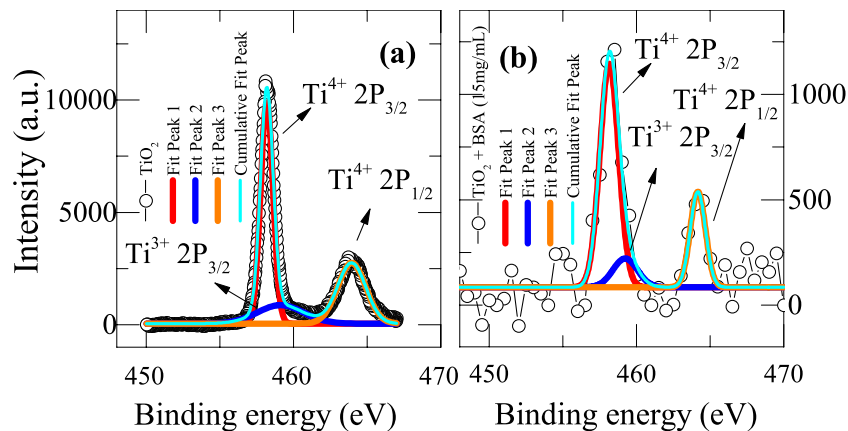 (a)
Intensity (a.u.)
10000
5000
0
TiO2
Fit Peak 1
Fit Peak 2
Fit Peak 3
Cumulative Fit Peak
Ti4+ 2P3/2
Ti4+ 2P1/2
Ti3+ 2P3/2
450
460
470
Binding energy (eV)
(b)
TiO2 + BSA (15mg/mL)
Fit Peak 1
Fit Peak 2
Fit Peak 3
Cumulative Fit Peak
Ti4+ 2P3/2
Ti4+ 2P1/2
Ti3+ 2P3/2
1000
500
0
450
460
470
Binding energy (eV)